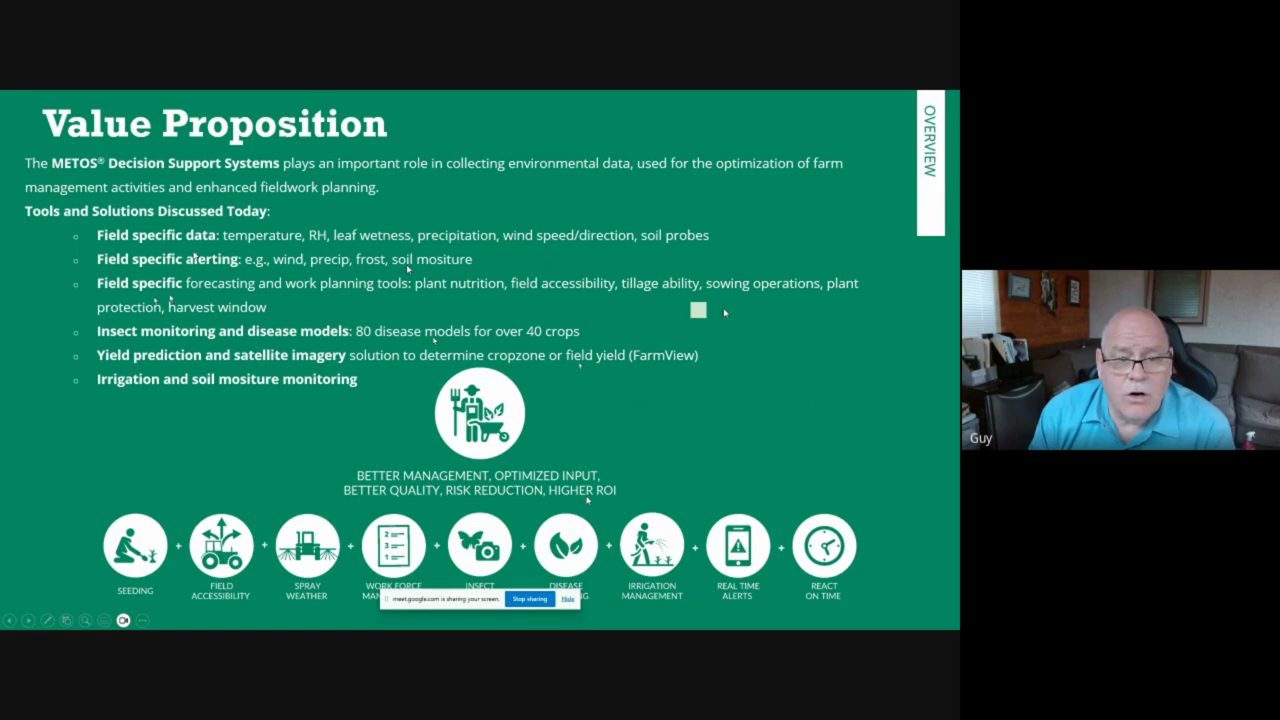 Value Proposition
OVERVIEW
The METOS® Decision Support Systems plays an important role in collecting environmental data, used for the optimization of farm
management activities and enhanced fieldwork planning.
Tools and Solutions Discussed Today:
○ Field specific data: temperature, RH, leaf wetness, precipitation, wind speed/direction, soil probes
○ Field specific alerting: e.g., wind, precip, frost, soil mositure
○ Field specific forecasting and work planning tools: plant nutrition, field accessibility, tillage ability, sowing operations, plant
protection, harvest window
○ Insect monitoring and disease models: 80 disease models for over 40 crops
○ Yield prediction and satellite imagery solution to determine cropzone or field yield (FarmView)
○ Irrigation and soil mositure monitoring
BETTER MANAGEMENT, OPTIMIZED INPUT,
BETTER QUALITY, RISK REDUCTION, HIGHER ROI
2
3
1
+ + + + + + + +
SEEDING
FIELD
ACCESSIBILITY
SPRAY
WEATHER
WORK FORCE
INSECT
DISEASE
IRRIGATION
MANAGEMENT
REAL TIME
ALERTS
REACT
ON TIME
meet.google.com is sharing your screen.
Stop sharing
Hide
Guy